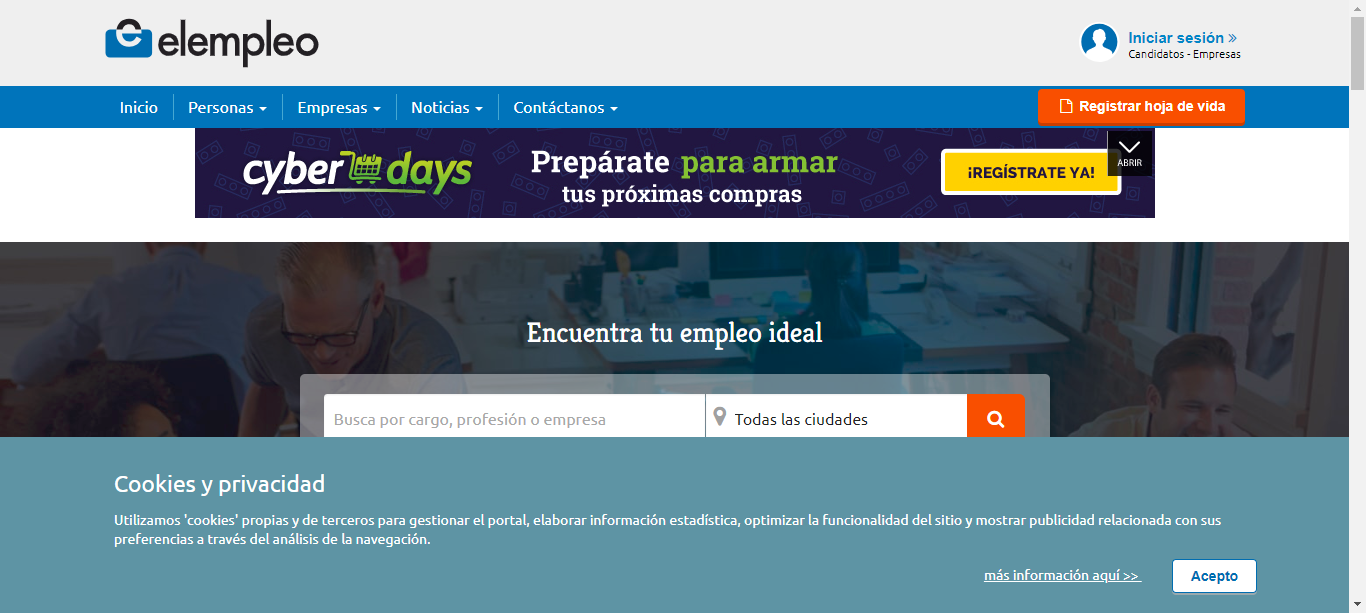 elempleo
Iniciar sesión »
Candidatos - Empresas
Inicio
Personas
Empresas
Noticias
Contáctanos
Registrar hoja de vida
cyber days
Prepárate para armar
tus próximas compras
¡REGÍSTRATE YA!
ABRIR
Encuentra tu empleo ideal
Busca por cargo, profesión o empresa
Todas las ciudades
Cookies y privacidad
Utilizamos 'cookies' propias y de terceros para gestionar el portal, elaborar información estadística, optimizar la funcionalidad del sitio y mostrar publicidad relacionada con sus
preferencias a través del análisis de la navegación.
más información aquí >>
Acepto